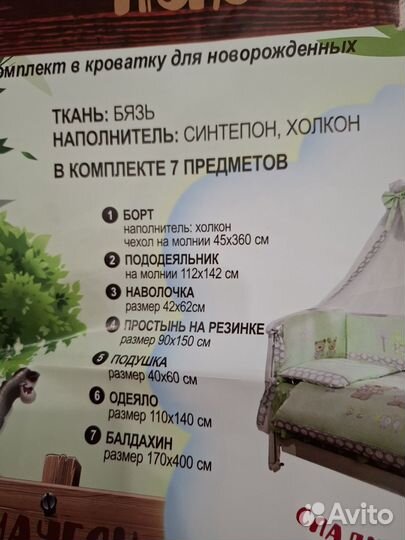 комплект в кроватку для новорожденных
ТКАНЬ: БЯЗЬ
НАПОЛНИТЕЛЬ: СИНТЕПОН, ХОЛКОН
В КОМПЛЕКТЕ 7 ПРЕДМЕТОВ
1 БОРТ
наполнитель: холкон
чехол на молнии 45х360 см
2 ПОДОДЕЯЛЬНИК
на молнии 112х142 см
3 НАВОЛОЧКА
размер 42х62см
4 ПРОСТЫНЬ НА РЕЗИНКЕ
размер 90х150 см
5 ПОДУШКА
размер 40х60 см
6 ОДЕЯЛО
размер 110х140 см
7 БАЛДАХИН
размер 170х400 см
Avito